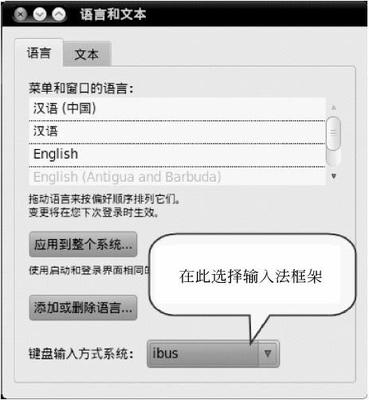 语言和文本
语言 文本
菜单和窗口的语言:
汉语 (中国)
汉语
English
English (Antigua and Barbuda)
拖动语言来按偏好顺序排列它们。
变更将在您下次登录时生效。
应用到整个系统...
使用启动和登录界面相同的
在此选择输入法框架
添加或删除语言...
键盘输入方式系统: ibus